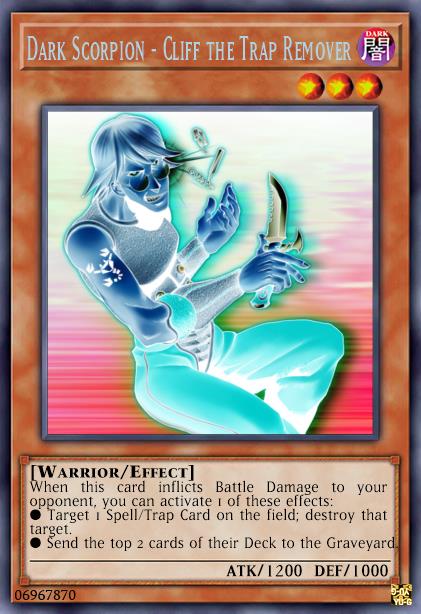 Dark Scorpion - Cliff the Trap Remover
DARK
闇
[Warrior/Effect]
When this card inflicts Battle Damage to your
opponent, you can activate 1 of these effects:
● Target 1 Spell/Trap Card on the field; destroy that
target.
● Send the top 2 cards of their Deck to the Graveyard.
ATK/1200 DEF/1000
06967870